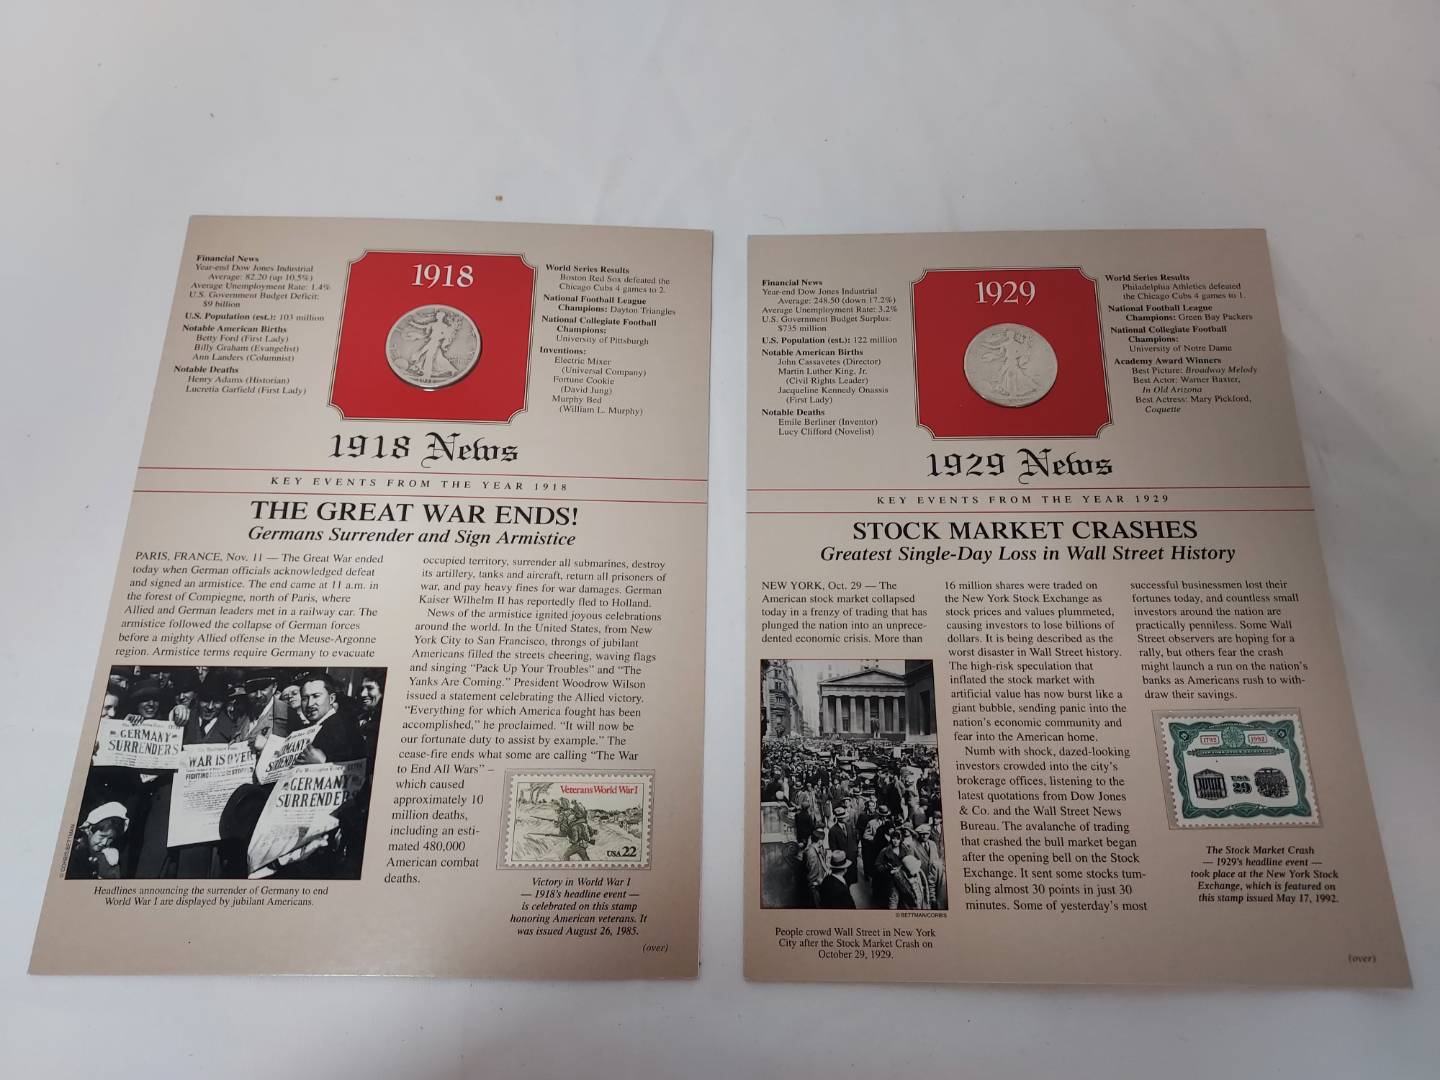 Financial News
Year-end Dow Jones Industrial
Average: 82.20 (up 10.5%)
Average Unemployment Rate: 1.4%
U.S. Government Budget Deficit:
$9 billion
U.S. Population (est.): 103 million
Notable American Births
Betty Ford (First Lady)
Billy Graham (Evangelist)
Ann Landers (Columnist)
Notable Deaths
Henry Adams (Historian)
Lucretia Garfield (First Lady)
1918
World Series Results
Boston Red Sox defeated the
Chicago Cubs 4 games to 2.
National Football League
Champions: Dayton Triangles
National Collegiate Football
Champions:
University of Pittsburgh
Inventions:
Electric Mixer
(Universal Company)
Fortune Cookie
(David Jung)
Murphy Bed
(William L. Murphy)
1918 News
KEY EVENTS FROM THE YEAR 1918
THE GREAT WAR ENDS!
Germans Surrender and Sign Armistice
PARIS, FRANCE, Nov. 11 — The Great War ended
today when German officials acknowledged defeat
and signed an armistice. The end came at 11 a.m. in
the forest of Compiegne, north of Paris, where
Allied and German leaders met in a railway car. The
armistice followed the collapse of German forces
before a mighty Allied offense in the Meuse-Argonne
region. Armistice terms require Germany to evacuate
occupied territory, surrender all submarines, destroy
its artillery, tanks and aircraft, return all prisoners of
war, and pay heavy fines for war damages. German
Kaiser Wilhelm II has reportedly fled to Holland.
News of the armistice ignited joyous celebrations
around the world. In the United States, from New
York City to San Francisco, throngs of jubilant
Americans filled the streets cheering, waving flags
and singing "Pack Up Your Troubles" and "The
Yanks Are Coming." President Woodrow Wilson
issued a statement celebrating the Allied victory.
"Everything for which America fought has been
accomplished," he proclaimed. "It will now be
our fortunate duty to assist by example." The
cease-fire ends what some are calling "The War
to End All Wars" –
which caused
approximately 10
million deaths,
including an esti-
mated 480,000
American combat
deaths.
GERMANY
SURRENDERS
WAR IS OVER
GERMANY
SURRENDERS
© CORBIS-BETTMANN
Headlines announcing the surrender of Germany to end
World War I are displayed by jubilant Americans.
Veterans World War I
USA 22
Victory in World War I
— 1918's headline event —
is celebrated on this stamp
honoring American veterans. It
was issued August 26, 1985.
(over)
Financial News
Year-end Dow Jones Industrial
Average: 248.50 (down 17.2%)
Average Unemployment Rate: 3.2%
U.S. Government Budget Surplus:
$735 million
U.S. Population (est.): 122 million
Notable American Births
John Cassavetes (Director)
Martin Luther King, Jr.
(Civil Rights Leader)
Jacqueline Kennedy Onassis
(First Lady)
Notable Deaths
Emile Berliner (Inventor)
Lucy Clifford (Novelist)
1929
World Series Results
Philadelphia Athletics defeated
the Chicago Cubs 4 games to 1.
National Football League
Champions: Green Bay Packers
National Collegiate Football
Champions:
University of Notre Dame
Academy Award Winners
Best Picture: Broadway Melody
Best Actor: Warner Baxter,
In Old Arizona
Best Actress: Mary Pickford,
Coquette
1929 News
KEY EVENTS FROM THE YEAR 1929
STOCK MARKET CRASHES
Greatest Single-Day Loss in Wall Street History
NEW YORK, Oct. 29 — The
American stock market collapsed
today in a frenzy of trading that has
plunged the nation into an unprece-
dented economic crisis. More than
16 million shares were traded on
the New York Stock Exchange as
stock prices and values plummeted,
causing investors to lose billions of
dollars. It is being described as the
worst disaster in Wall Street history.
The high-risk speculation that
inflated the stock market with
artificial value has now burst like a
giant bubble, sending panic into the
nation's economic community and
fear into the American home.
Numb with shock, dazed-looking
investors crowded into the city's
brokerage offices, listening to the
latest quotations from Dow Jones
& Co. and the Wall Street News
Bureau. The avalanche of trading
that crashed the bull market began
after the opening bell on the Stock
Exchange. It sent some stocks tum-
bling almost 30 points in just 30
minutes. Some of yesterday's most
successful businessmen lost their
fortunes today, and countless small
investors around the nation are
practically penniless. Some Wall
Street observers are hoping for a
rally, but others fear the crash
might launch a run on the nation's
banks as Americans rush to with-
draw their savings.
© BETTMAN/CORBIS
People crowd Wall Street in New York
City after the Stock Market Crash on
October 29, 1929.
1792
1992
USA
29
The Stock Market Crash
— 1929's headline event —
took place at the New York Stock
Exchange, which is featured on
this stamp issued May 17, 1992.
(over)